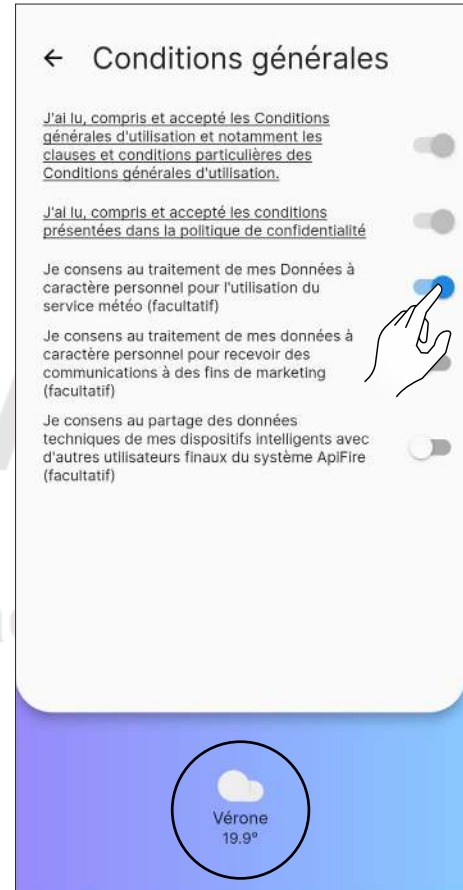 Conditions générales
J'ai lu, compris et accepté les Conditions
générales d'utilisation et notamment les
clauses et conditions particulières des
Conditions générales d'utilisation.
J'ai lu, compris et accepté les conditions
présentées dans la politique de confidentialité
Je consens au traitement de mes Données à
caractère personnel pour l'utilisation du
service météo (facultatif)
Je consens au traitement de mes données à
caractère personnel pour recevoir des
communications à des fins de marketing
(facultatif)
Je consens au partage des données
techniques de mes dispositifs intelligents avec
d'autres utilisateurs finaux du système ApiFire
(facultatif)
Vérone
19.9°